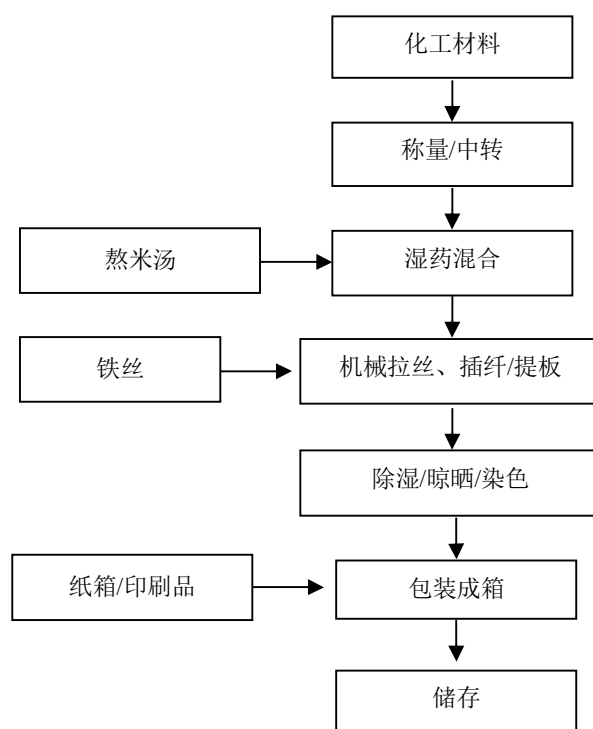 化工材料
称量/中转
熬米汤
湿药混合
铁丝
机械拉丝、插纤/提板
除湿/晾晒/染色
纸箱/印刷品
包装成箱
储存